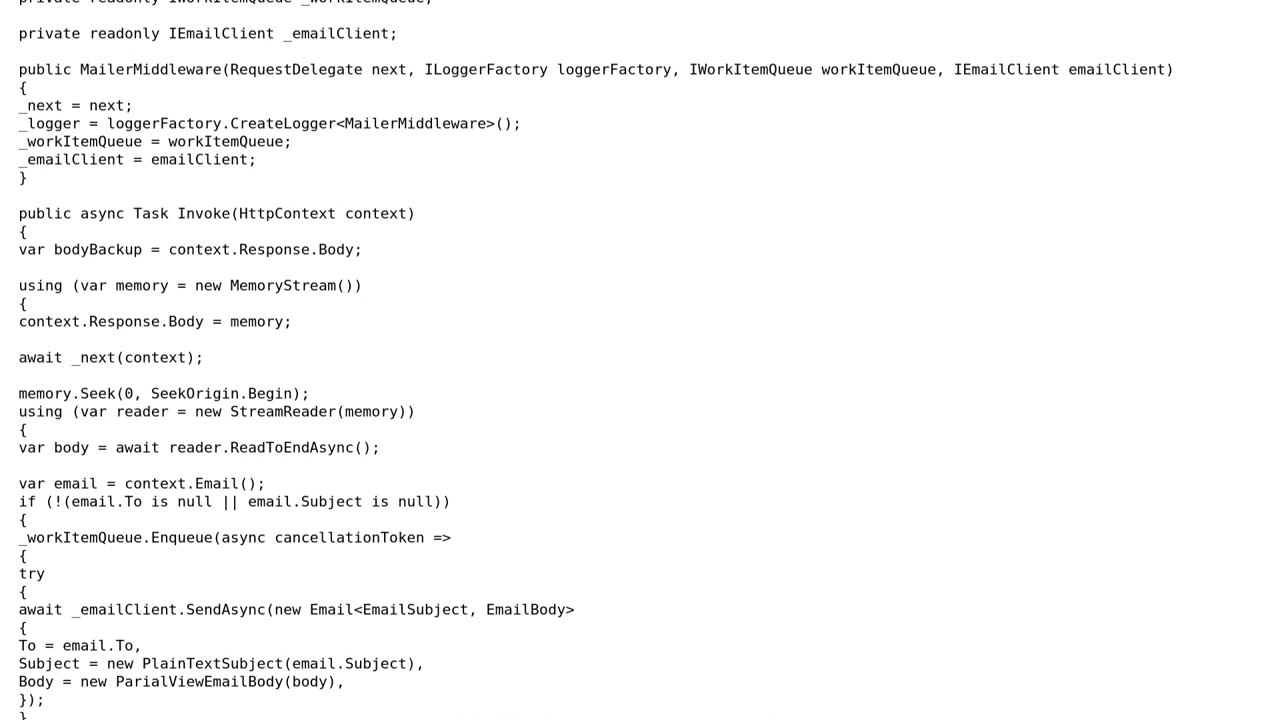 private readonly IWorkItemQueue _workItemQueue;
private readonly IEmailClient _emailClient;
public MailerMiddleware(RequestDelegate next, ILoggerFactory loggerFactory, IWorkItemQueue workItemQueue, IEmailClient emailClient)
{
_next = next;
_logger = loggerFactory.CreateLogger<MailerMiddleware>();
_workItemQueue = workItemQueue;
_emailClient = emailClient;
}
public async Task Invoke(HttpContext context)
{
var bodyBackup = context.Response.Body;
using (var memory = new MemoryStream())
{
context.Response.Body = memory;
await _next(context);
memory.Seek(0, SeekOrigin.Begin);
using (var reader = new StreamReader(memory))
{
var body = await reader.ReadToEndAsync();
var email = context.Email();
if (!(email.To is null || email.Subject is null))
{
_workItemQueue.Enqueue(async cancellationToken =>
{
try
{
await _emailClient.SendAsync(new Email<EmailSubject, EmailBody>
{
To = email.To,
Subject = new PlainTextSubject(email.Subject),
Body = new ParialViewEmailBody(body),
});
}